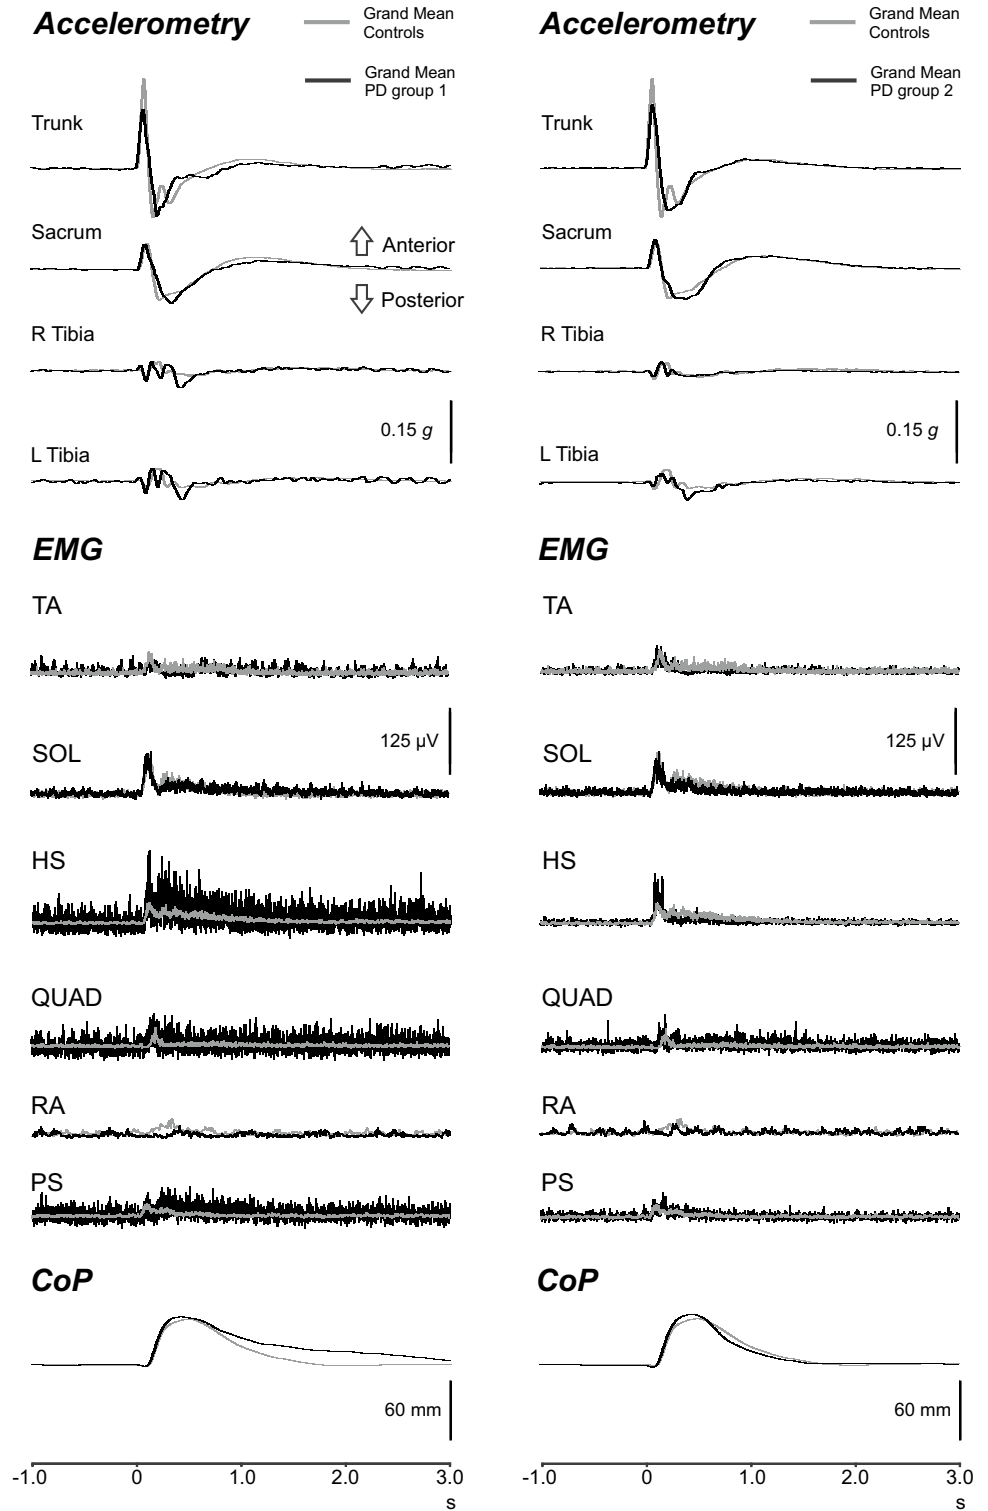 Accelerometry
Grand Mean
Controls
Grand Mean
PD group 1
Trunk
Sacrum
Anterior
Posterior
R Tibia
0.15 g
L Tibia
EMG
TA
125 µV
SOL
HS
QUAD
RA
PS
CoP
60 mm
-1.0 0 1.0 2.0 3.0
s
Accelerometry
Grand Mean
Controls
Grand Mean
PD group 2
Trunk
Sacrum
R Tibia
0.15 g
L Tibia
EMG
TA
125 µV
SOL
HS
QUAD
RA
PS
CoP
60 mm
-1.0 0 1.0 2.0 3.0
s